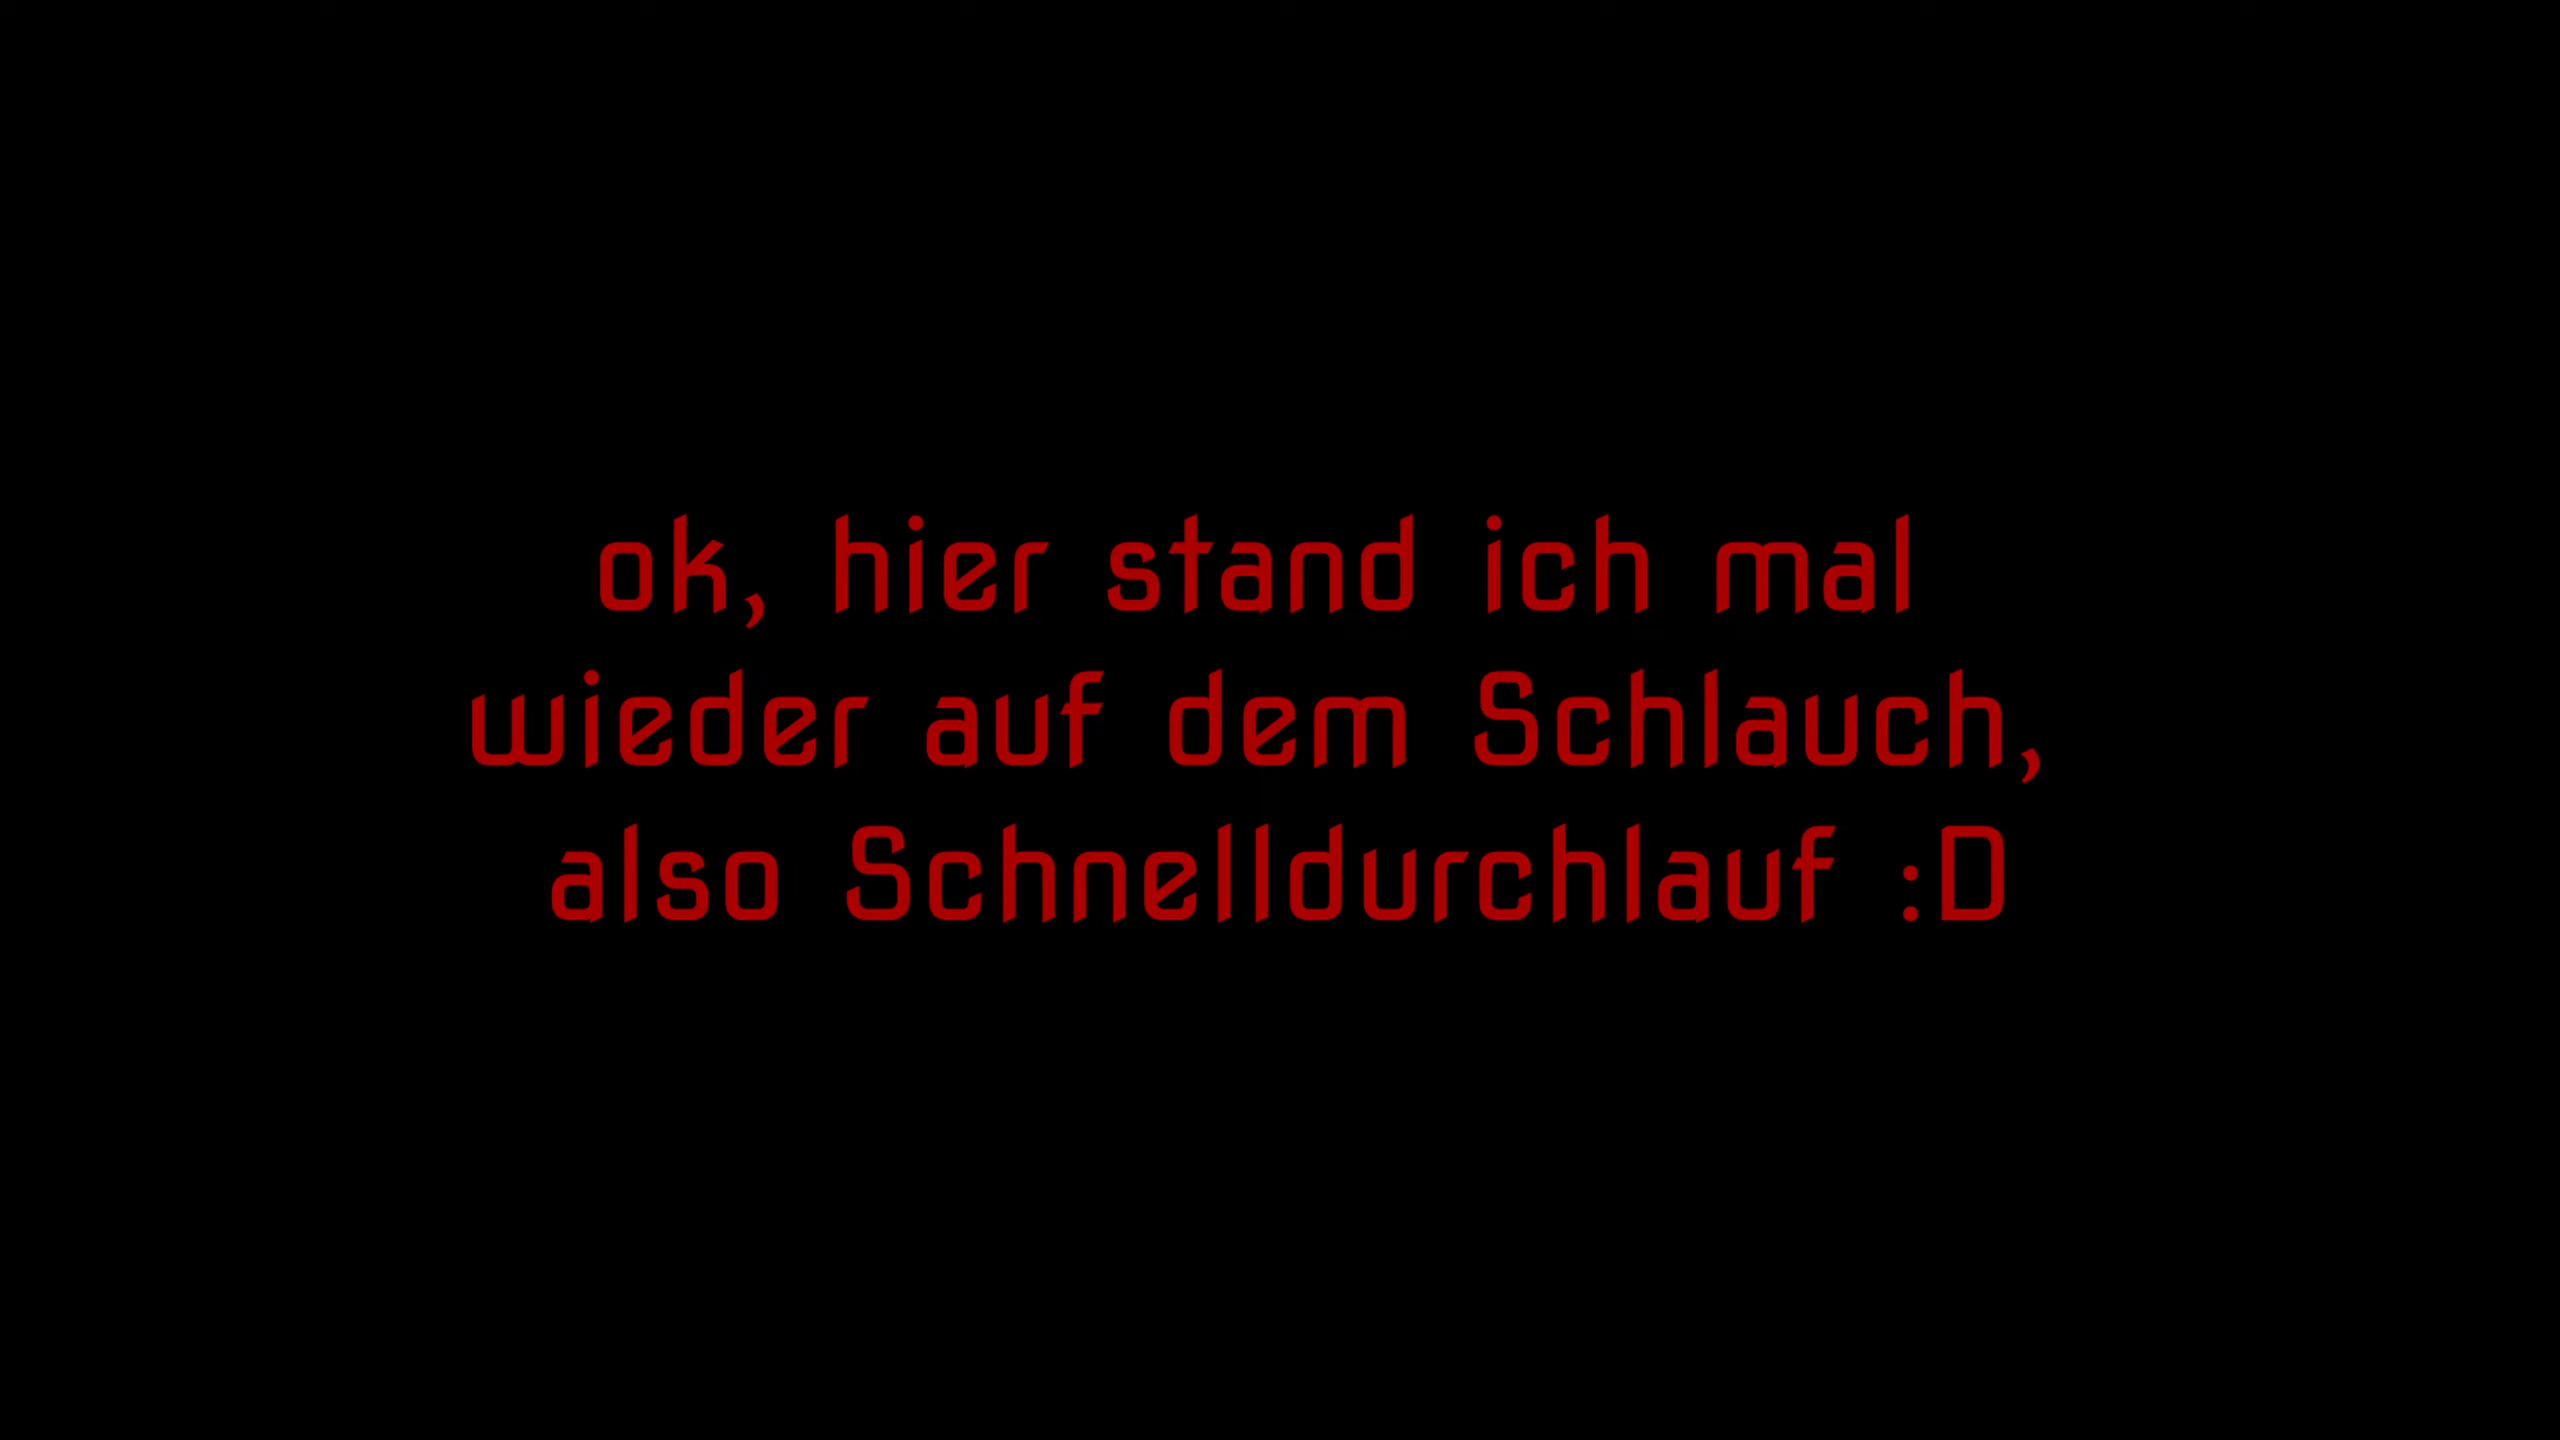 ok, hier stand ich mal
wieder auf dem Schlauch,
also Schnelldurchlauf :D